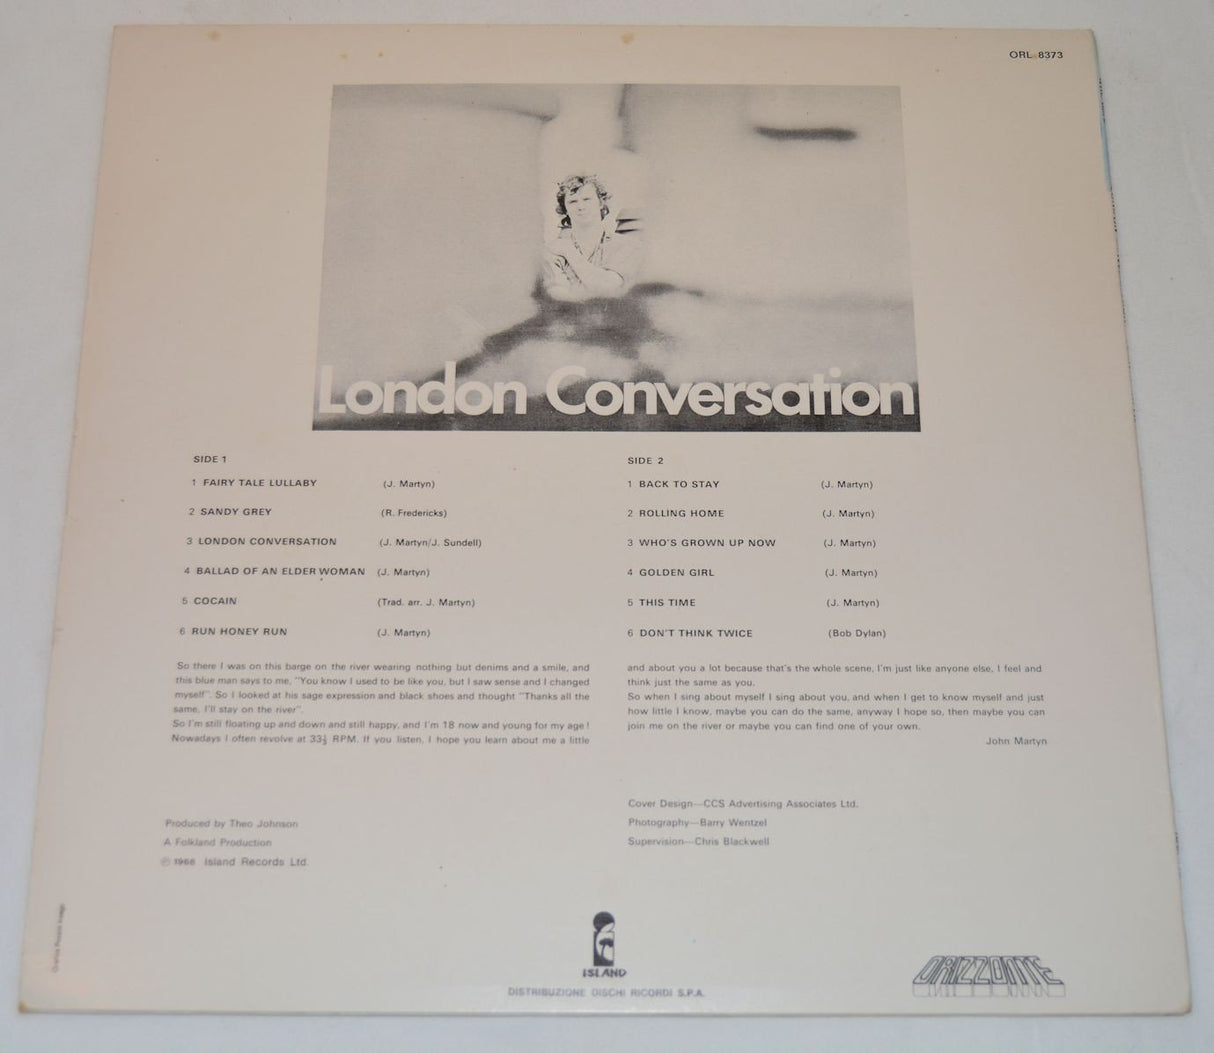 ORL 8373
London Conversation
SIDE 1
1 FAIRY TALE LULLABY (J. Martyn)
2 SANDY GREY (R. Fredericks)
3 LONDON CONVERSATION (J. Martyn/J. Sundell)
4 BALLAD OF AN ELDER WOMAN (J. Martyn)
5 COCAIN (Trad. arr. J. Martyn)
6 RUN HONEY RUN (J. Martyn)
SIDE 2
1 BACK TO STAY (J. Martyn)
2 ROLLING HOME (J. Martyn)
3 WHO'S GROWN UP NOW (J. Martyn)
4 GOLDEN GIRL (J. Martyn)
5 THIS TIME (J. Martyn)
6 DON'T THINK TWICE (Bob Dylan)
So there I was on this barge on the river wearing nothing but denims and a smile, and
this blue man says to me, "You know I used to be like you, but I saw sense and I changed
myself". So I looked at his sage expression and black shoes and thought "Thanks all the
same, I'll stay on the river".
So I'm still floating up and down and still happy, and I'm 18 now and young for my age!
Nowadays I often revolve at 33⅓ RPM. If you listen, I hope you learn about me a little
and about you a lot because that's the whole scene, I'm just like anyone else, I feel and
think just the same as you.
So when I sing about myself I sing about you, and when I get to know myself and just
how little I know, maybe you can do the same, anyway I hope so, then maybe you can
join me on the river or maybe you can find one of your own.
John Martyn
Produced by Theo Johnson
A Folkland Production
℗ 1968 Island Records Ltd.
Cover Design—CCS Advertising Associates Ltd.
Photography—Barry Wentzel
Supervision—Chris Blackwell
ISLAND
DISTRIBUZIONE DISCHI RICORDI S.P.A.
ORIZZONTE